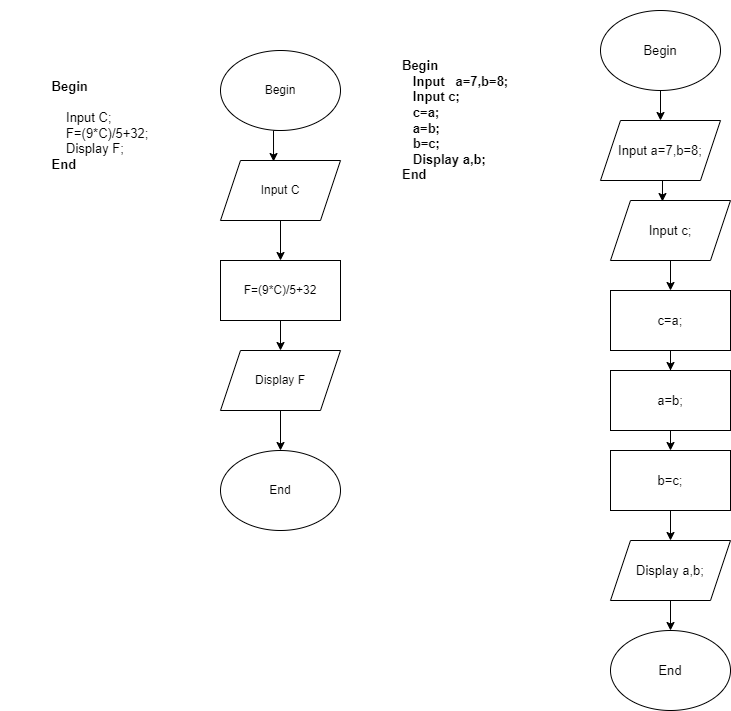 Begin
Input C;
F=(9*C)/5+32;
Display F;
End
Begin
Input C
F=(9*C)/5+32
Display F
End
Begin
Input a=7,b=8;
Input c;
c=a;
a=b;
b=c;
Display a,b;
End
Begin
Input a=7,b=8;
Input c;
c=a;
a=b;
b=c;
Display a,b;
End